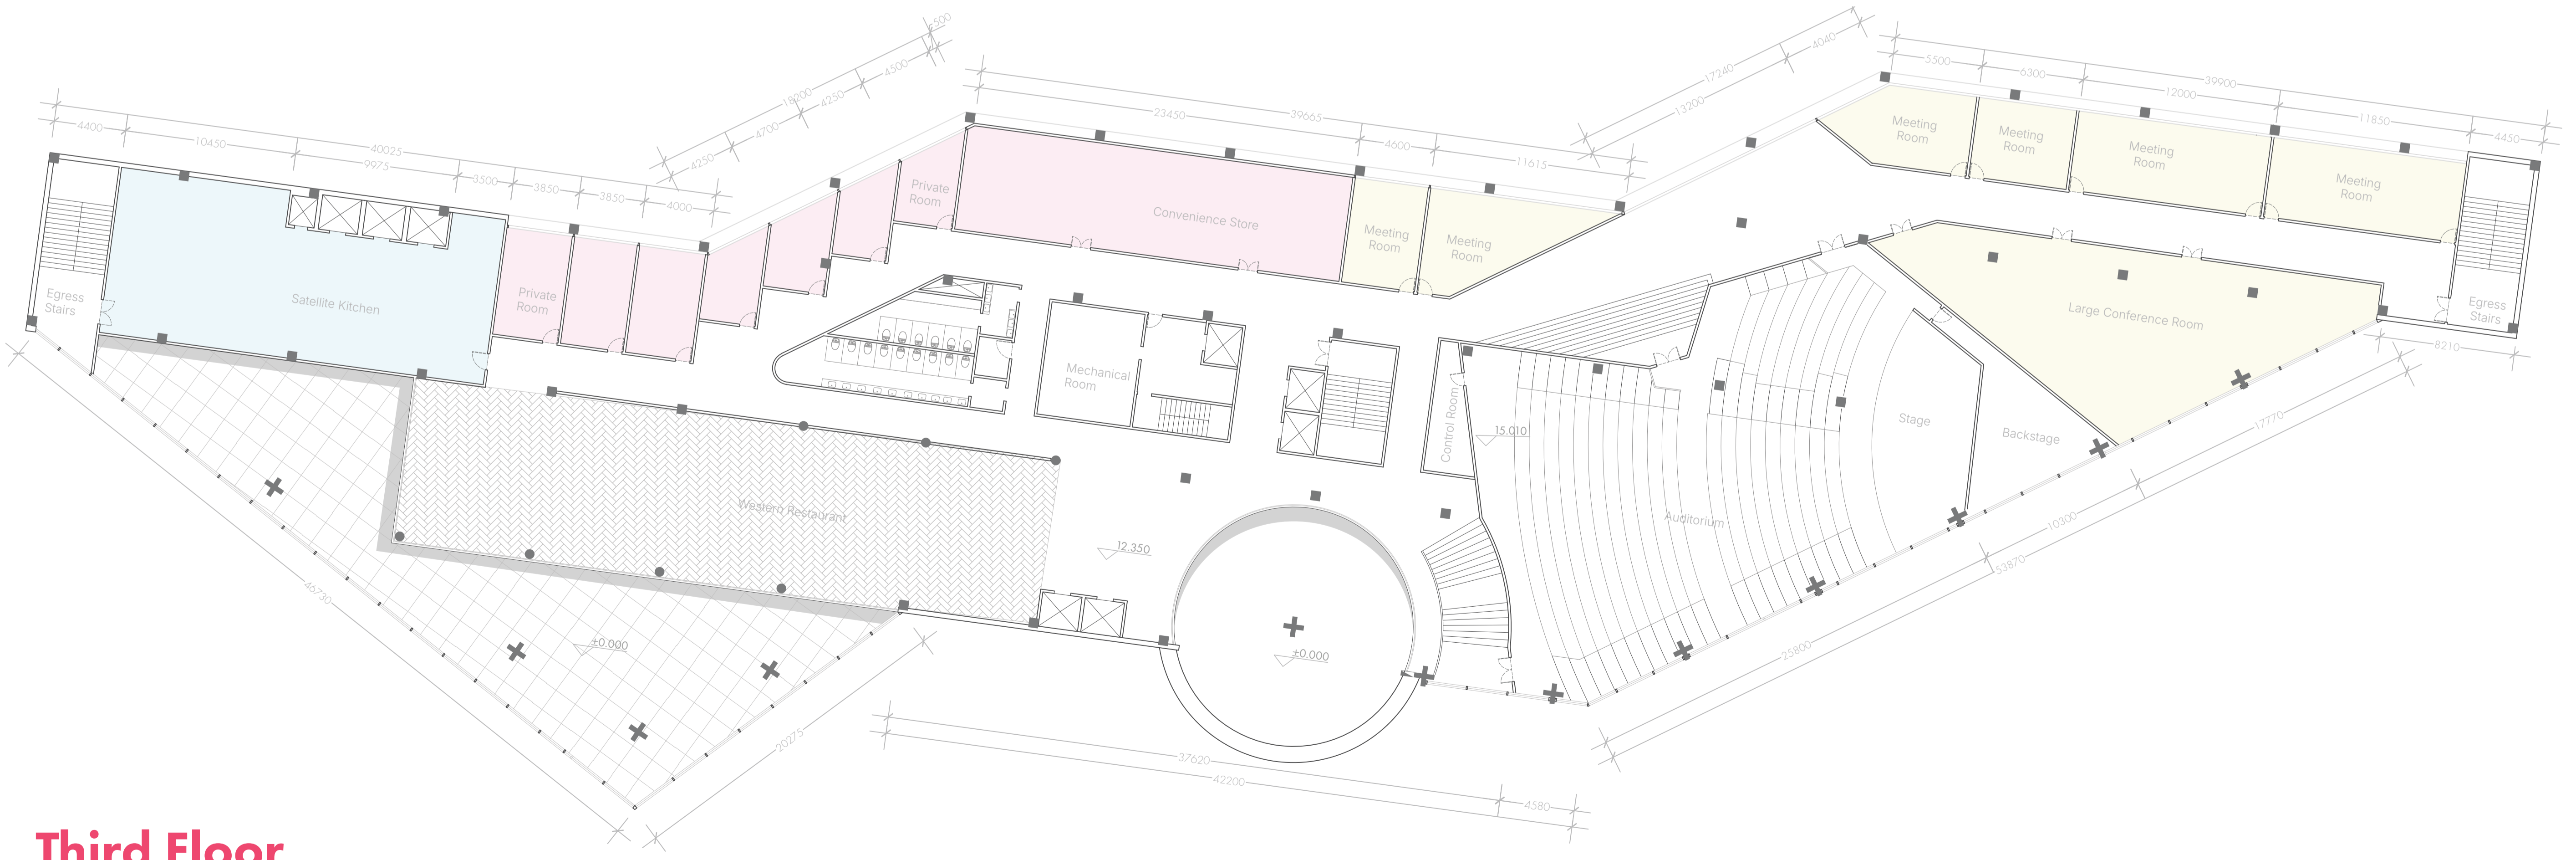 500
4500
4250
18200
4700
4250
4400
10450
40025
9975
3500
3850
3850
4000
39665
23450
4600
11615
4040
17240
13200
5500
6300
39900
12000
11850
4450
Egress
Stairs
Satellite Kitchen
Private
Room
Private
Room
Convenience Store
Meeting
Room
Meeting
Room
Meeting
Room
Meeting
Room
Meeting
Room
Meeting
Room
Egress
Stairs
Large Conference Room
8210
Mechanical
Room
Control Room
15.010
Stage
Backstage
Auditorium
Western Restaurant
12.350
±0.000
±0.000
46730
20275
37620
42200
4580
25800
53870
10300
17770
Third Floor